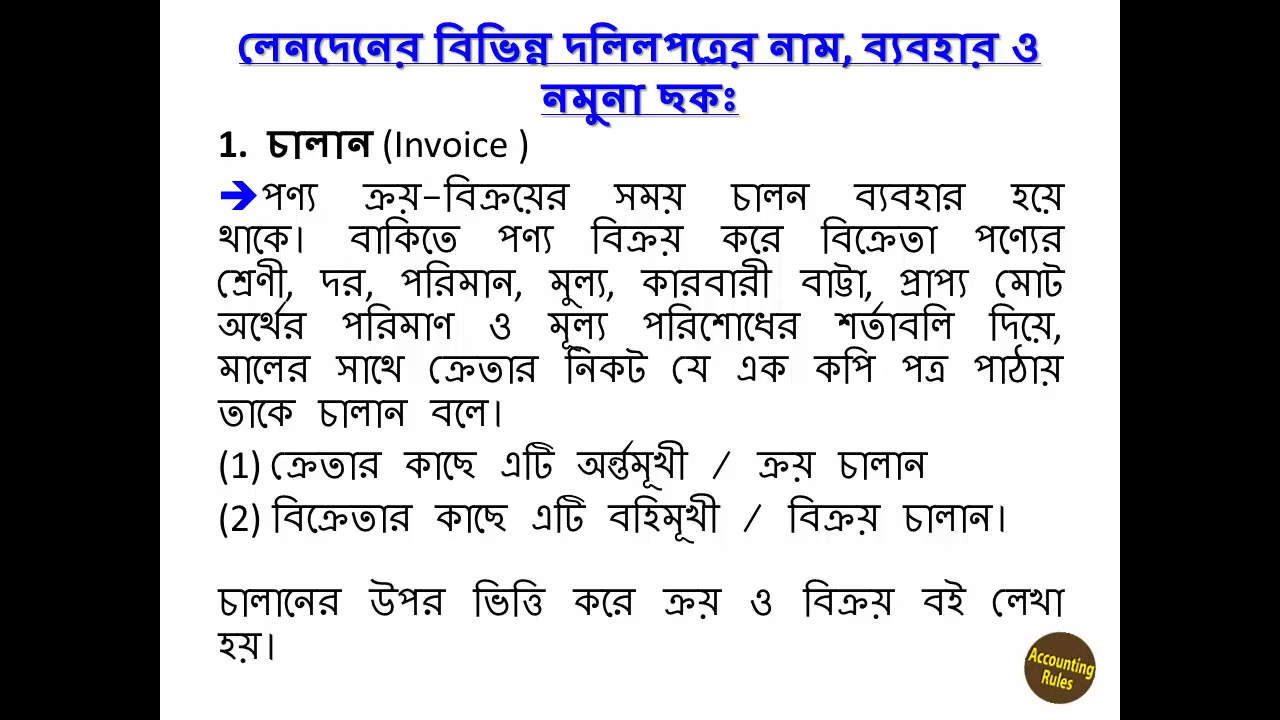 লেনদেনের বিভিন্ন দলিলপত্রের নাম, ব্যবহার ও
নমুনা ছকঃ
1. চালান (Invoice )
➔পণ্য ক্রয়-বিক্রয়ের সময় চালন ব্যবহার হয়ে
থাকে। বাকিতে পণ্য বিক্রয় করে বিক্রেতা পণ্যের
শ্রেণী, দর, পরিমান, মুল্য, কারবারী বাট্টা, প্রাপ্য মোট
অর্থের পরিমাণ ও মূল্য পরিশোধের শর্তাবলি দিয়ে,
মালের সাথে ক্রেতার নিকট যে এক কপি পত্র পাঠায়
তাকে চালান বলে।
(1) ক্রেতার কাছে এটি অর্ন্তমূখী / ক্রয় চালান
(2) বিক্রেতার কাছে এটি বহিমূখী / বিক্রয় চালান।
চালানের উপর ভিত্তি করে ক্রয় ও বিক্রয় বই লেখা
হয়।
Accounting
Rules